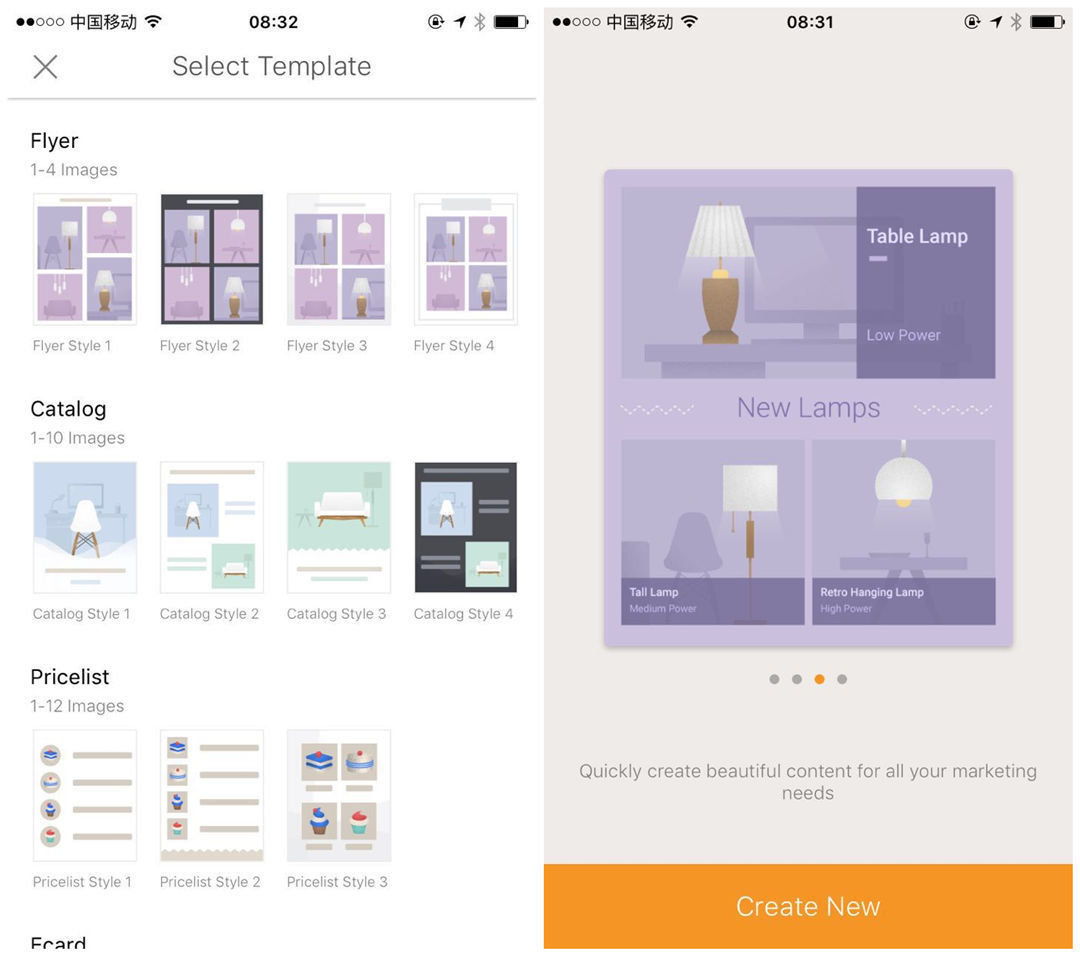 中国移动 08:32
Select Template
Flyer
1-4 Images
Flyer Style 1 Flyer Style 2 Flyer Style 3 Flyer Style 4
Catalog
1-10 Images
Catalog Style 1 Catalog Style 2 Catalog Style 3 Catalog Style 4
Pricelist
1-12 Images
Pricelist Style 1 Pricelist Style 2 Pricelist Style 3
Ecard
中国移动 08:31
Table Lamp
Low Power
New Lamps
Tall Lamp
Medium Power
Retro Hanging Lamp
High Power
Quickly create beautiful content for all your marketing
needs
Create New